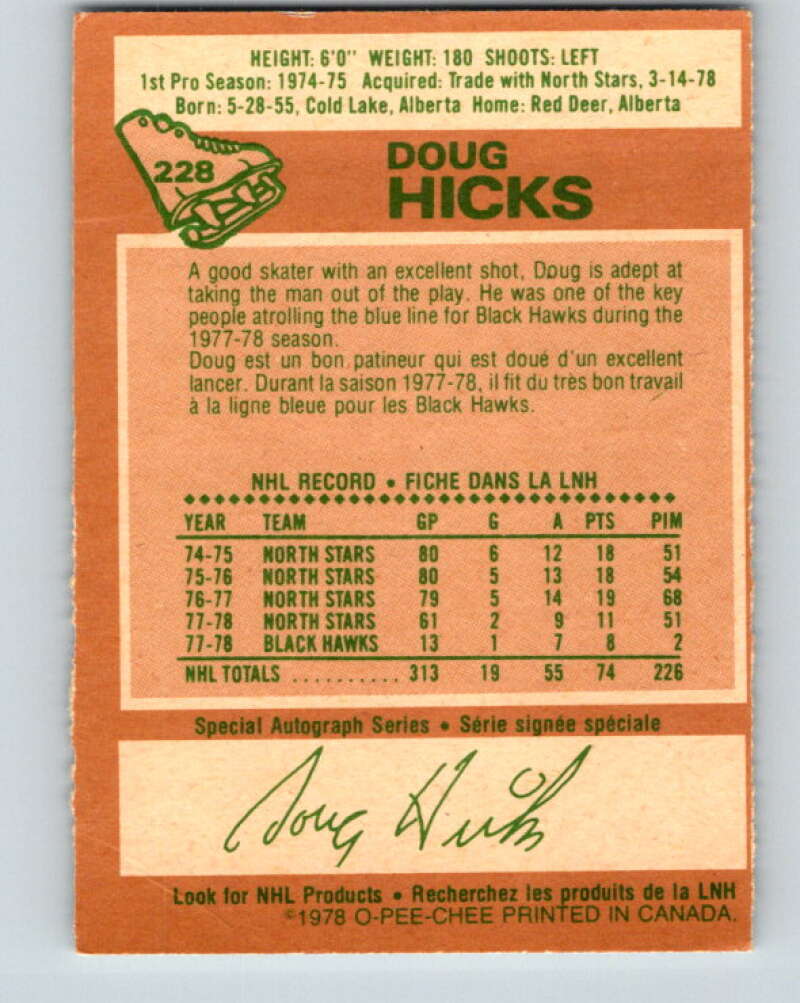 HEIGHT: 6'0" WEIGHT: 180 SHOOTS: LEFT
1st Pro Season: 1974-75 Acquired: Trade with North Stars, 3-14-78
Born: 5-28-55, Cold Lake, Alberta Home: Red Deer, Alberta
228
DOUG
HICKS
A good skater with an excellent shot, Doug is adept at
taking the man out of the play. He was one of the key
people atrolling the blue line for Black Hawks during the
1977-78 season.
Doug est un bon patineur qui est doué d'un excellent
lancer. Durant la saison 1977-78, il fit du très bon travail
à la ligne bleue pour les Black Hawks.
NHL RECORD • FICHE DANS LA LNH
YEAR TEAM GP G A PTS PIM
74-75 NORTH STARS 80 6 12 18 51
75-76 NORTH STARS 80 5 13 18 54
76-77 NORTH STARS 79 5 14 19 68
77-78 NORTH STARS 61 2 9 11 51
77-78 BLACK HAWKS 13 1 7 8 2
NHL TOTALS .......... 313 19 55 74 226
Special Autograph Series • Série signée spéciale
Doug Hicks
Look for NHL Products • Recherchez les produits de la LNH
©1978 O-PEE-CHEE PRINTED IN CANADA.